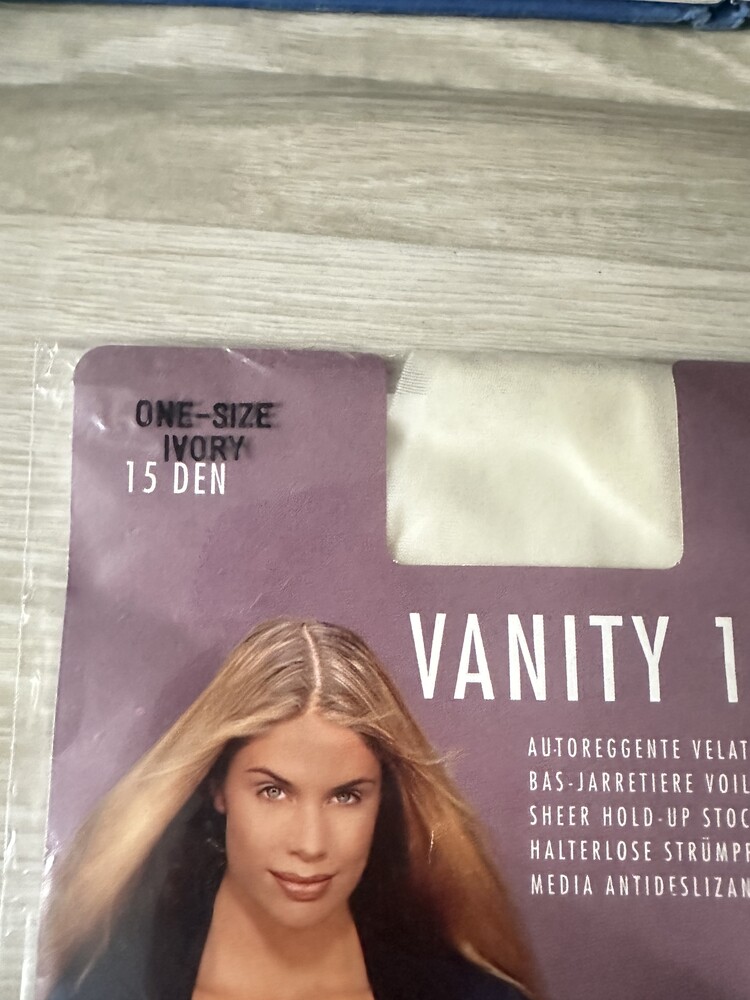 ONE-SIZE
IVORY
15 DEN
VANITY 1
AUTOREGGENTE VELAT
BAS-JARRETIERE VOIL
SHEER HOLD-UP STOC
HALTERLOSE STRÜMPF
MEDIA ANTIDESLIZAN